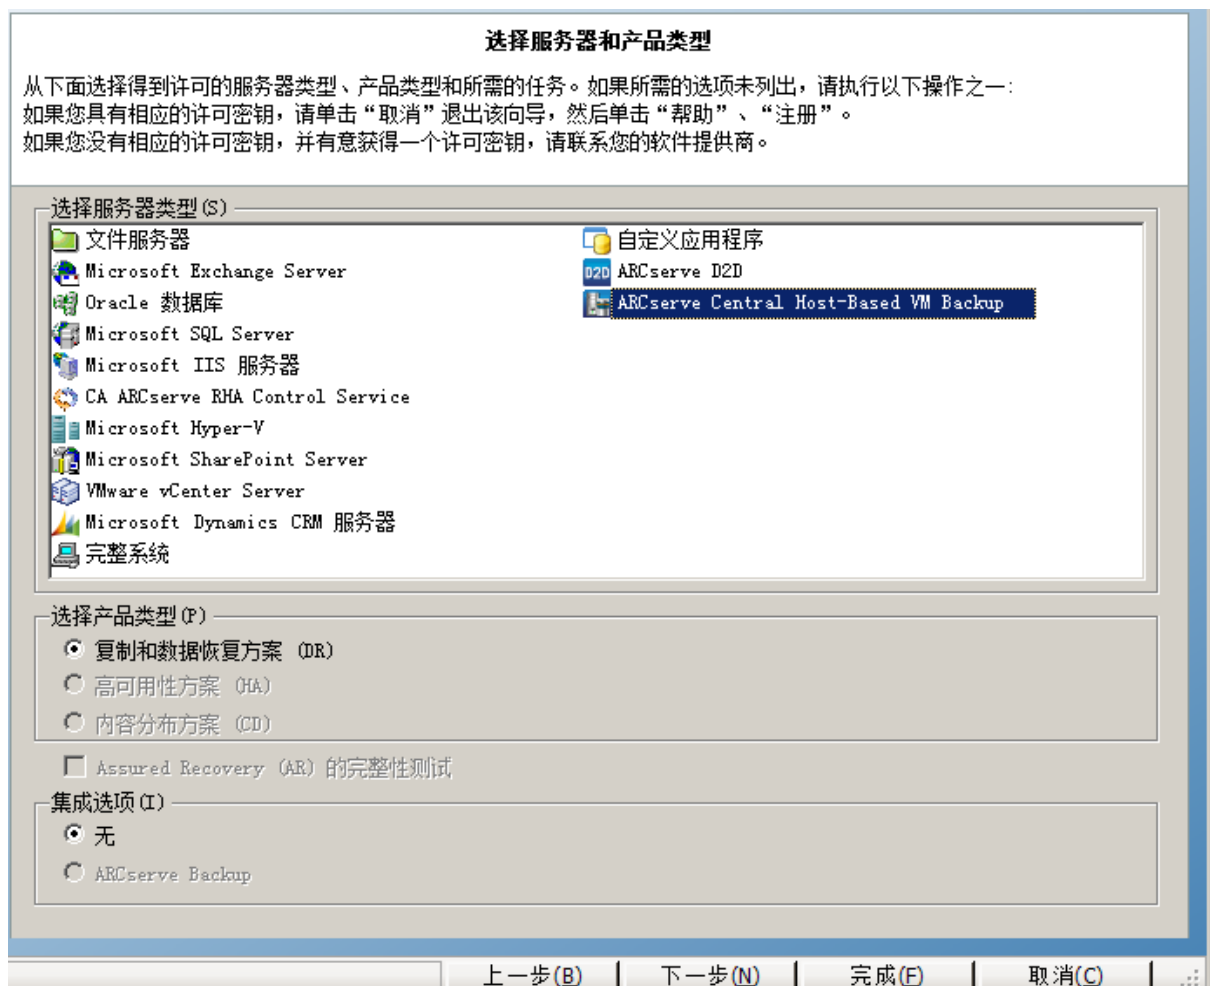 选择服务器和产品类型
从下面选择得到许可的服务器类型、产品类型和所需的任务。如果所需的选项未列出，请执行以下操作之一:
如果您具有相应的许可密钥，请单击“取消”退出该向导，然后单击“帮助”、“注册”。
如果您没有相应的许可密钥，并有意获得一个许可密钥，请联系您的软件提供商。
选择服务器类型(S)
文件服务器
Microsoft Exchange Server
Oracle 数据库
Microsoft SQL Server
Microsoft IIS 服务器
CA ARCserve RHA Control Service
Microsoft Hyper-V
Microsoft SharePoint Server
VMware vCenter Server
Microsoft Dynamics CRM 服务器
完整系统
自定义应用程序
D2D ARCserve D2D
ARCserve Central Host-Based VM Backup
选择产品类型(P)
复制和数据恢复方案 (DR)
高可用性方案 (HA)
内容分布方案 (CD)
Assured Recovery (AR) 的完整性测试
集成选项(I)
无
ARCserve Backup
上一步(B) 下一步(N) 完成(F) 取消(C)